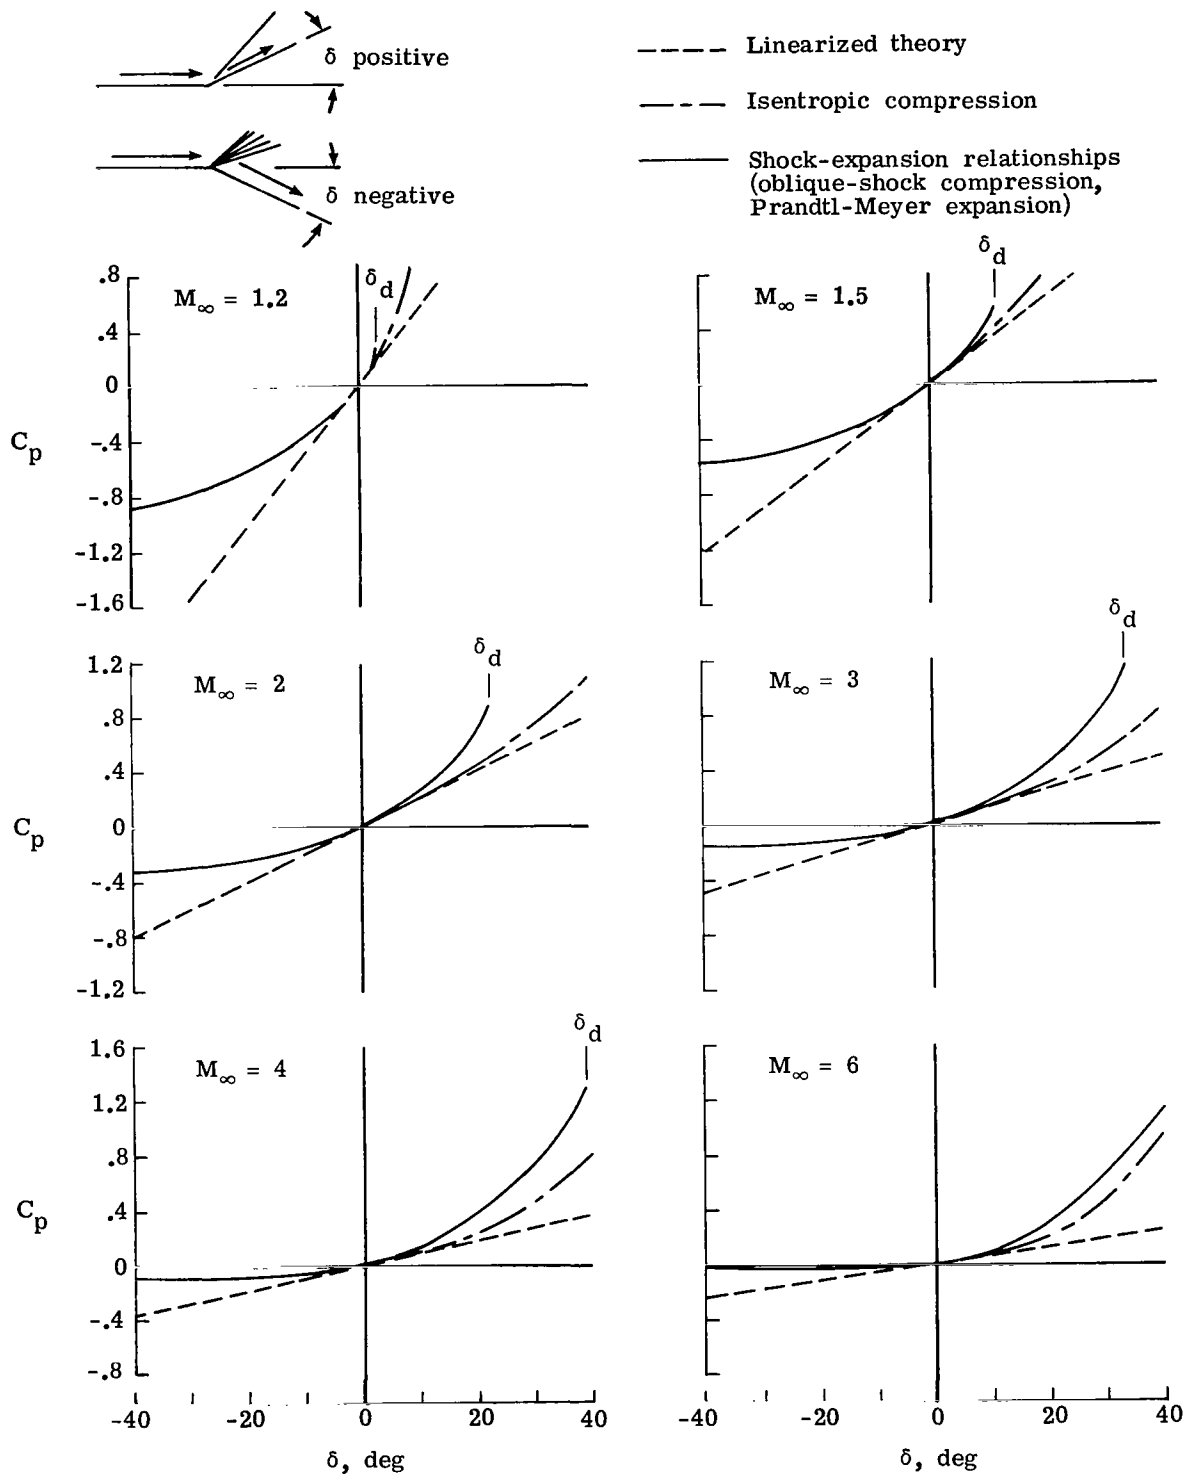 δ positive
δ negative
Linearized theory
Isentropic compression
Shock-expansion relationships
(oblique-shock compression,
Prandtl-Meyer expansion)
M∞ = 1.2
δd
.8
.4
0
-.4
-.8
-1.2
-1.6
Cp
M∞ = 1.5
δd
M∞ = 2
δd
1.2
.8
.4
0
-.4
-.8
-1.2
Cp
M∞ = 3
δd
M∞ = 4
δd
1.6
1.2
.8
.4
0
-.4
-.8
Cp
-40 -20 0 20 40
δ, deg
M∞ = 6
-40 -20 0 20 40
δ, deg